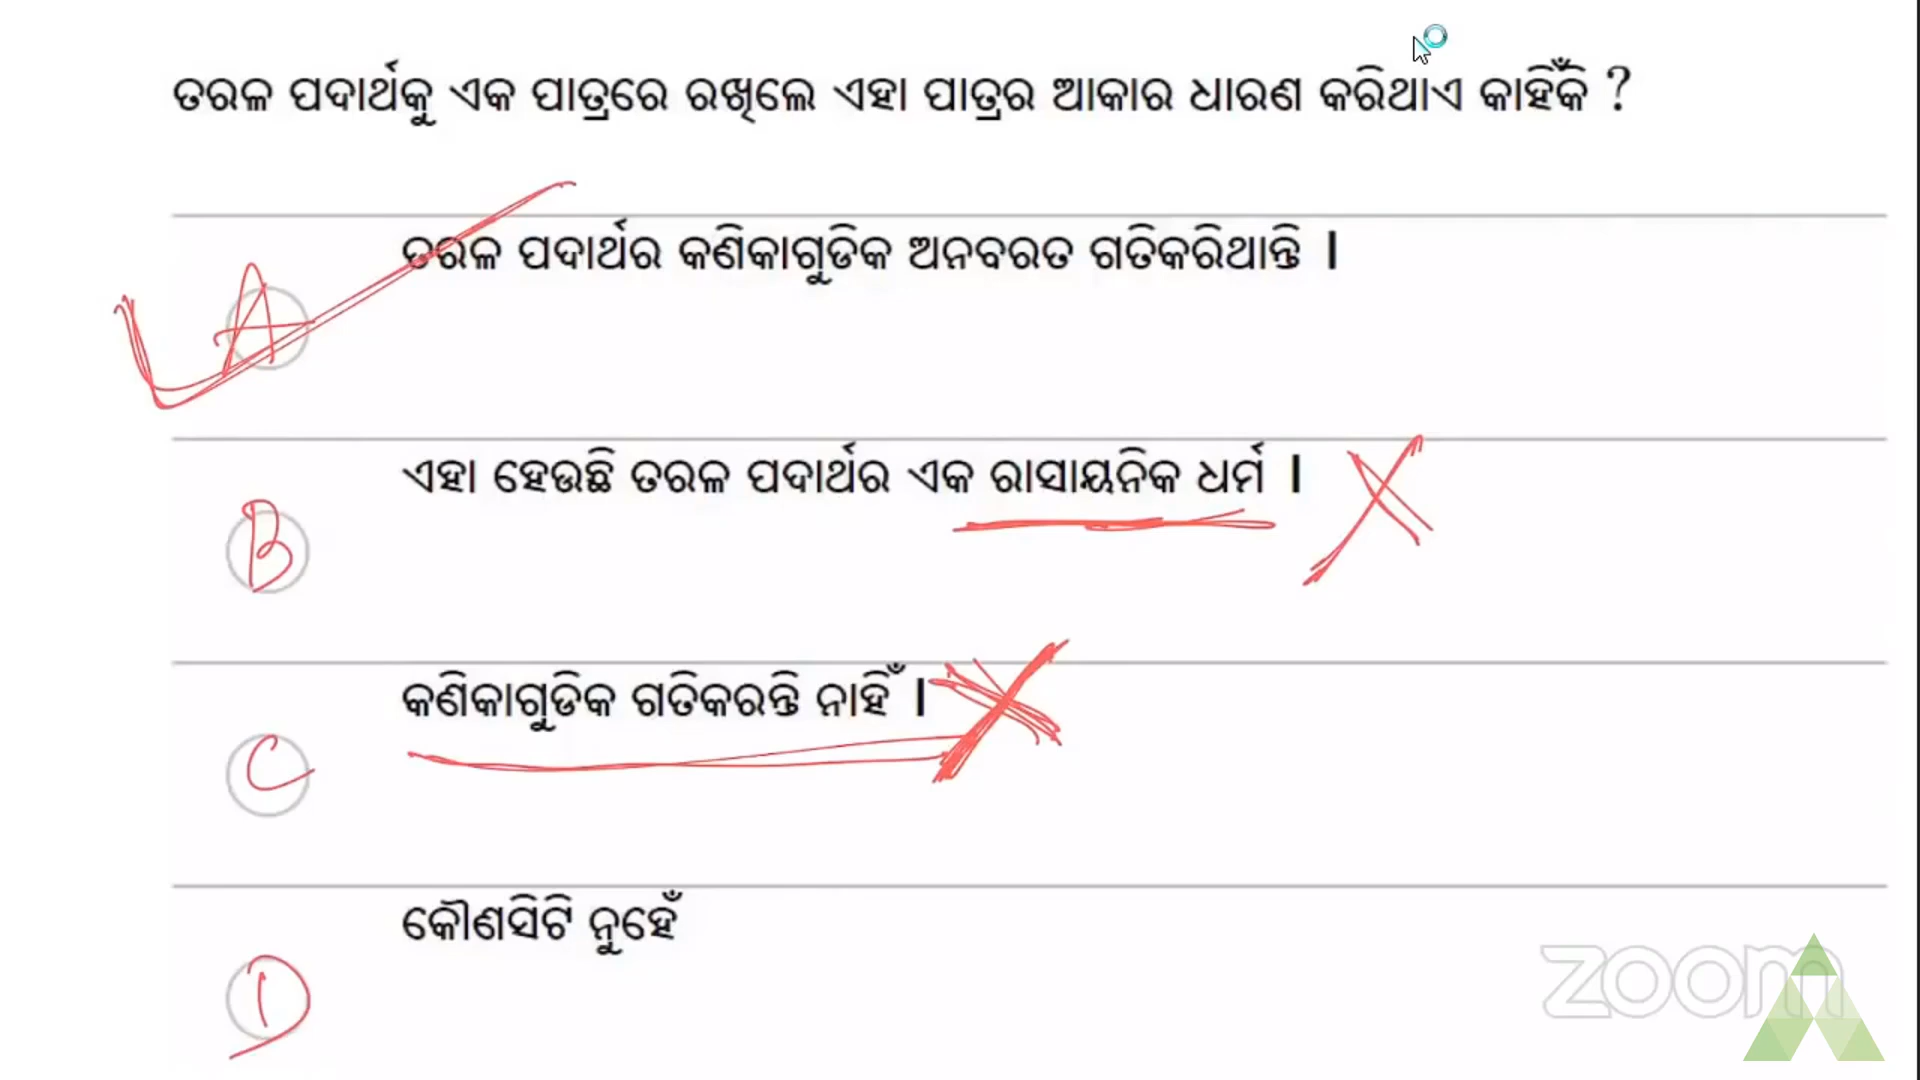 ତରଳ ପଦାର୍ଥକୁ ଏକ ପାତ୍ରରେ ରଖିଲେ ଏହା ପାତ୍ରର ଆକାର ଧାରଣ କରିଥାଏ କାହିଁକି ?
ତରଳ ପଦାର୍ଥର କଣିକାଗୁଡିକ ଅନବରତ ଗତିକରିଥାନ୍ତି ।
A
ଏହା ହେଉଛି ତରଳ ପଦାର୍ଥର ଏକ ରାସାୟନିକ ଧର୍ମ ।
B
କଣିକାଗୁଡିକ ଗତିକରନ୍ତି ନାହିଁ ।
C
କୌଣସିଟି ନୁହେଁ
D
zoom